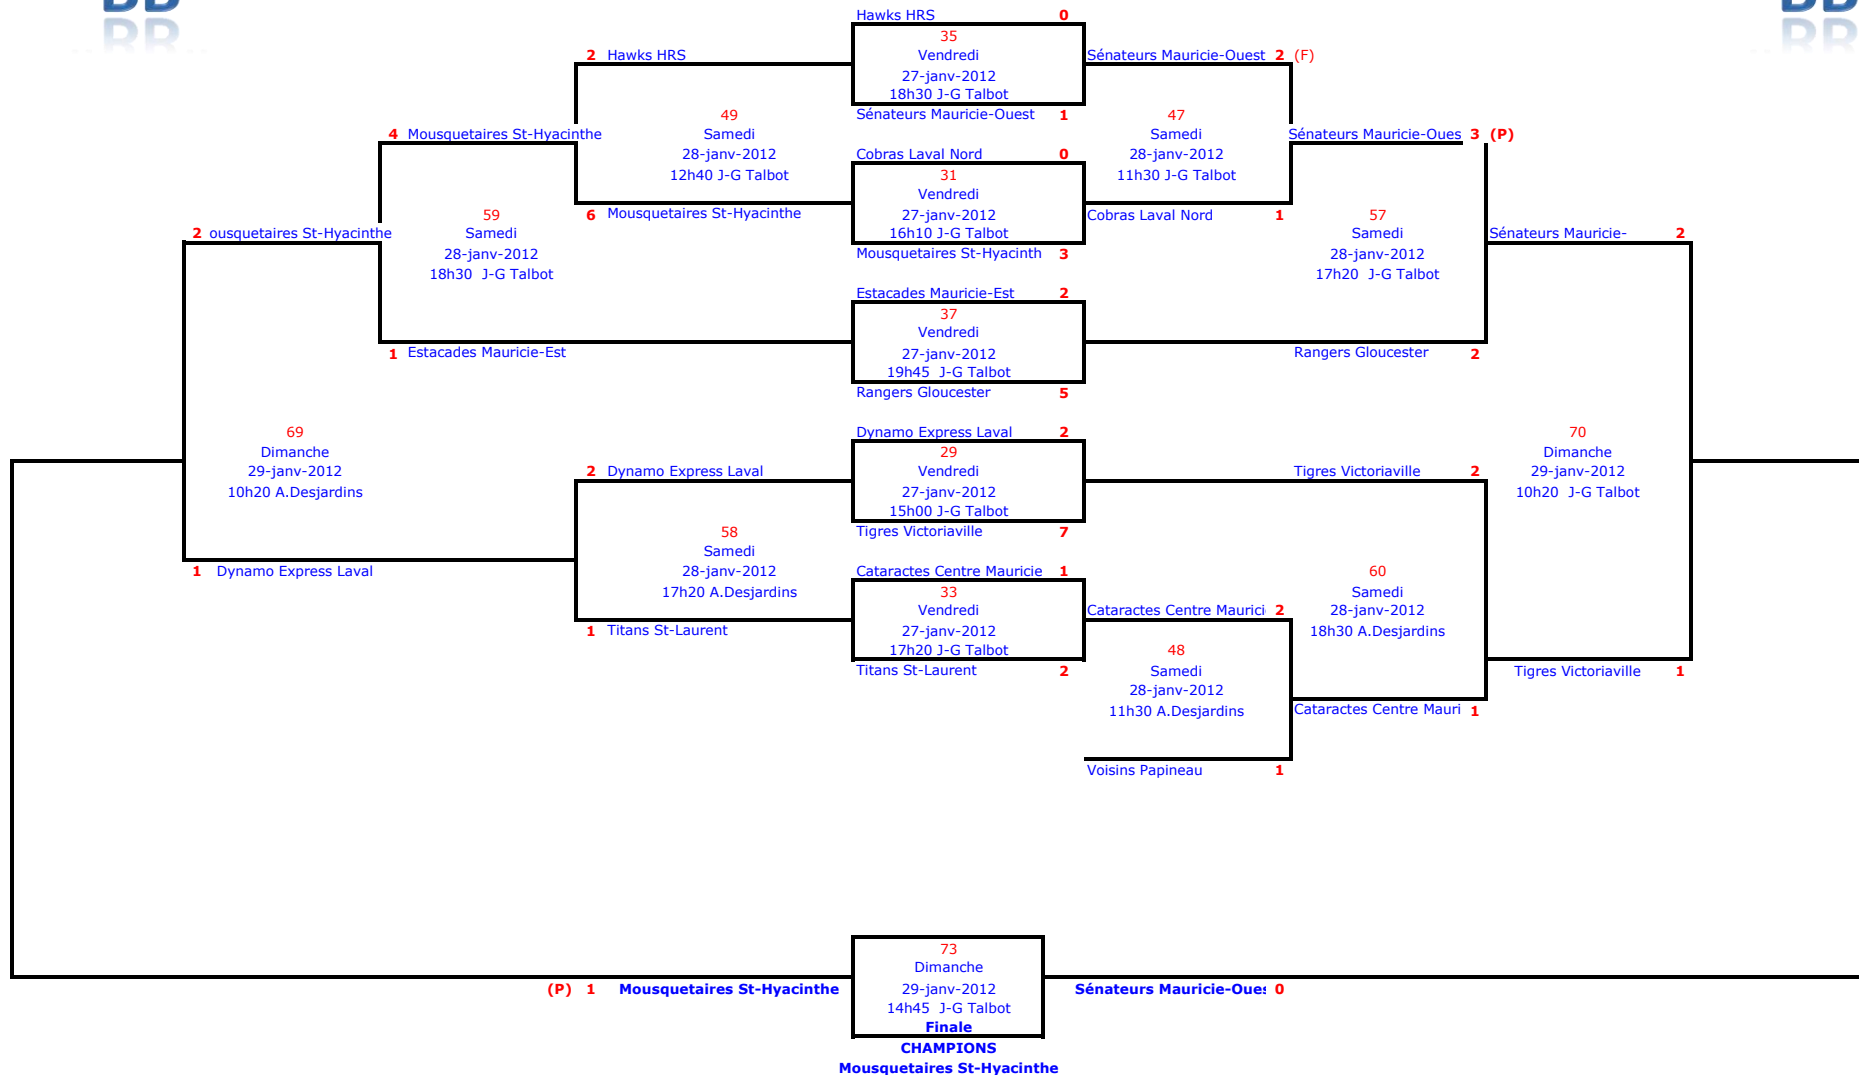 BB
BB
Hawks HRS 0
35
2 Hawks HRS
Vendredi
Sénateurs Mauricie-Ouest 2 (F)
27-janv-2012
18h30 J-G Talbot
49
Sénateurs Mauricie-Ouest 1
47
4 Mousquetaires St-Hyacinthe
Samedi
Samedi
Sénateurs Mauricie-Oues 3 (P)
28-janv-2012
Cobras Laval Nord 0
28-janv-2012
12h40 J-G Talbot
31
11h30 J-G Talbot
Vendredi
59
6 Mousquetaires St-Hyacinthe
27-janv-2012
Cobras Laval Nord 1
57
2 ousquetaires St-Hyacinthe
Samedi
16h10 J-G Talbot
Samedi
Sénateurs Mauricie- 2
28-janv-2012
Mousquetaires St-Hyacinth 3
28-janv-2012
18h30 J-G Talbot
17h20 J-G Talbot
Estacades Mauricie-Est 2
37
Vendredi
1 Estacades Mauricie-Est
27-janv-2012
Rangers Gloucester 2
19h45 J-G Talbot
Rangers Gloucester 5
69
Dynamo Express Laval 2
70
Dimanche
29
Dimanche
29-janv-2012
2 Dynamo Express Laval
Vendredi
Tigres Victoriaville 2
29-janv-2012
10h20 A.Desjardins
27-janv-2012
10h20 J-G Talbot
15h00 J-G Talbot
58
Tigres Victoriaville 7
Samedi
1 Dynamo Express Laval
28-janv-2012
Cataractes Centre Mauricie 1
60
17h20 A.Desjardins
33
Samedi
Vendredi
Cataractes Centre Maurici 2
28-janv-2012
1 Titans St-Laurent
27-janv-2012
18h30 A.Desjardins
17h20 J-G Talbot
48
Titans St-Laurent 2
Samedi
Tigres Victoriaville 1
28-janv-2012
11h30 A.Desjardins
Cataractes Centre Mauri 1
Voisins Papineau 1
73
Dimanche
(P) 1 Mousquetaires St-Hyacinthe
29-janv-2012
Sénateurs Mauricie-Oues 0
14h45 J-G Talbot
Finale
CHAMPIONS
Mousquetaires St-Hyacinthe